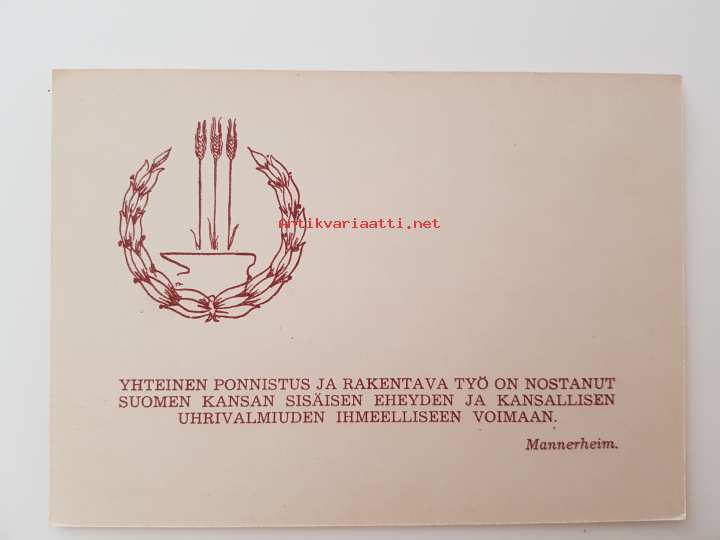 Antikvariaatti.net
YHTEINEN PONNISTUS JA RAKENTAVA TYÖ ON NOSTANUT
SUOMEN KANSAN SISÄISEN EHEYDEN JA KANSALLISEN
UHRIVALMIUDEN IHMEELLISEEN VOIMAAN.
Mannerheim.